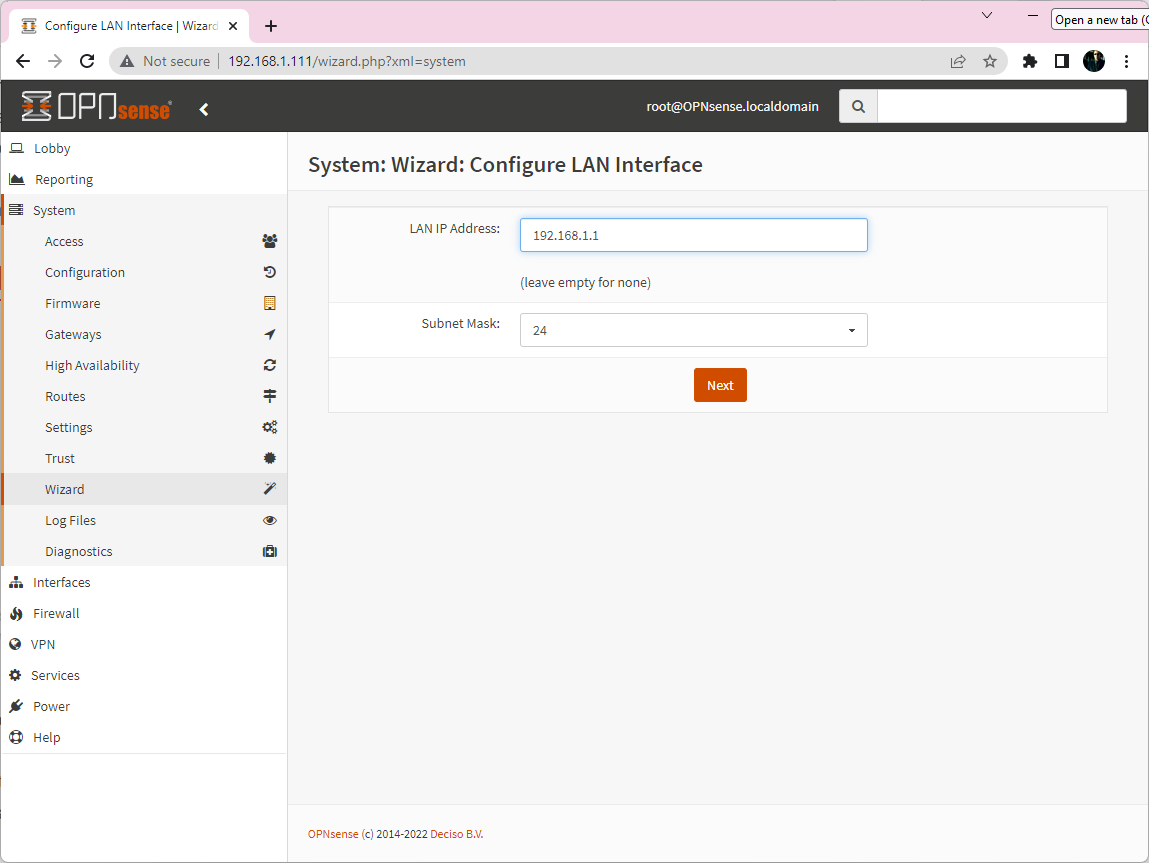 Configure LAN Interface | Wizard
Open a new tab (C
Not secure
192.168.1.111/wizard.php?xml=system
OPNsense®
root@OPNsense.localdomain
Lobby
Reporting
System
Access
Configuration
Firmware
Gateways
High Availability
Routes
Settings
Trust
Wizard
Log Files
Diagnostics
Interfaces
Firewall
VPN
Services
Power
Help
System: Wizard: Configure LAN Interface
LAN IP Address:
192.168.1.1
(leave empty for none)
Subnet Mask:
24
Next
OPNsense (c) 2014-2022 Deciso B.V.